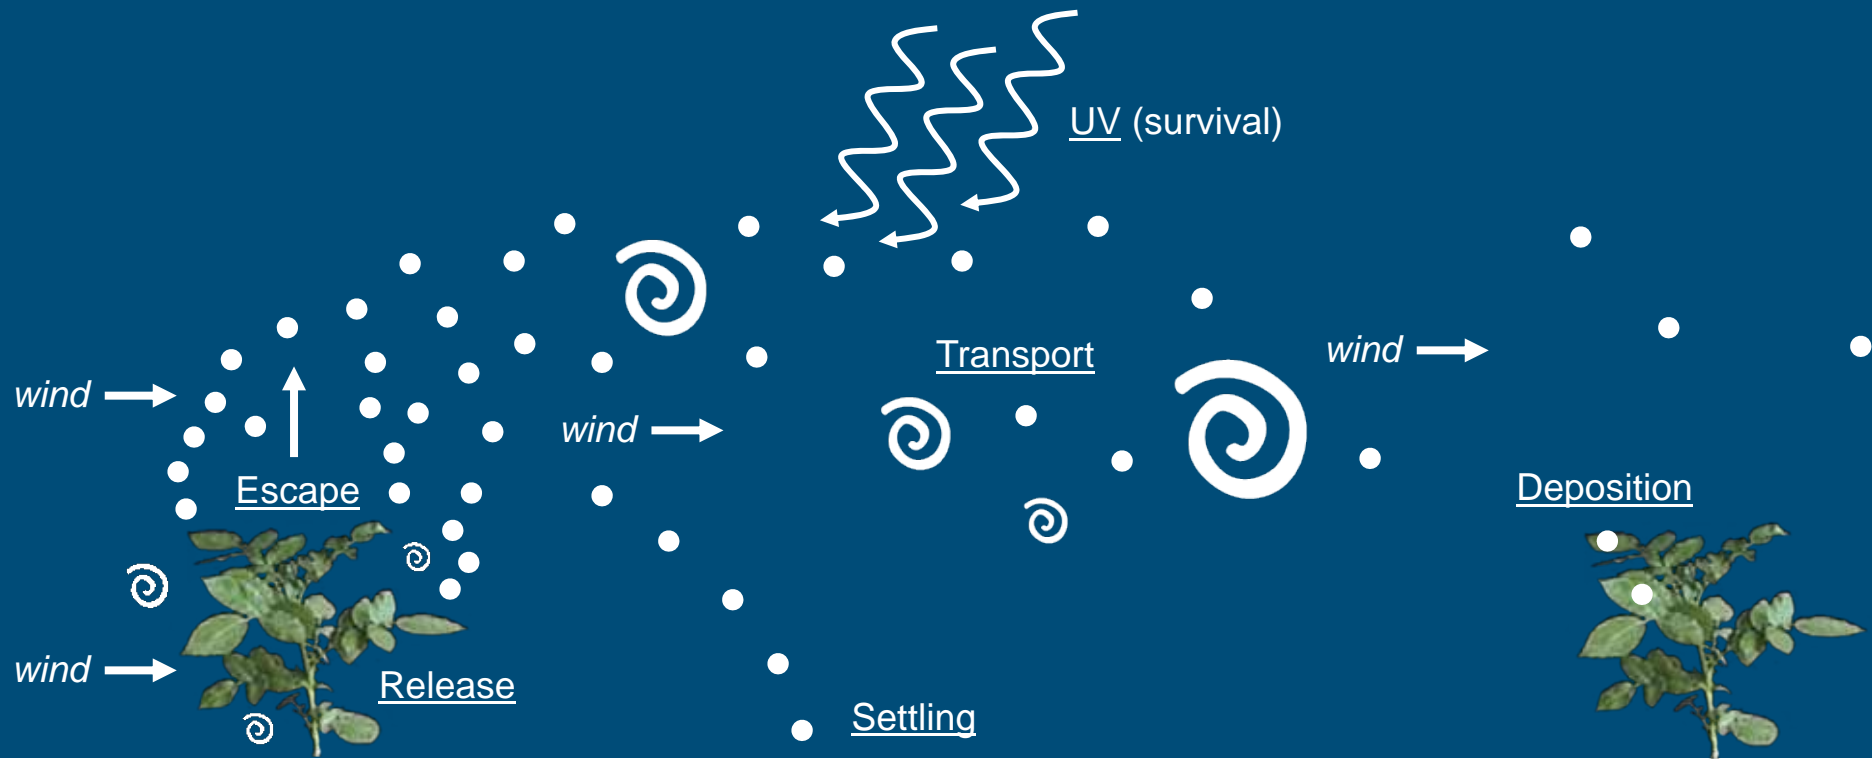 UV (survival)
Transport
wind
wind
wind
Escape
Deposition
wind
Release
Settling